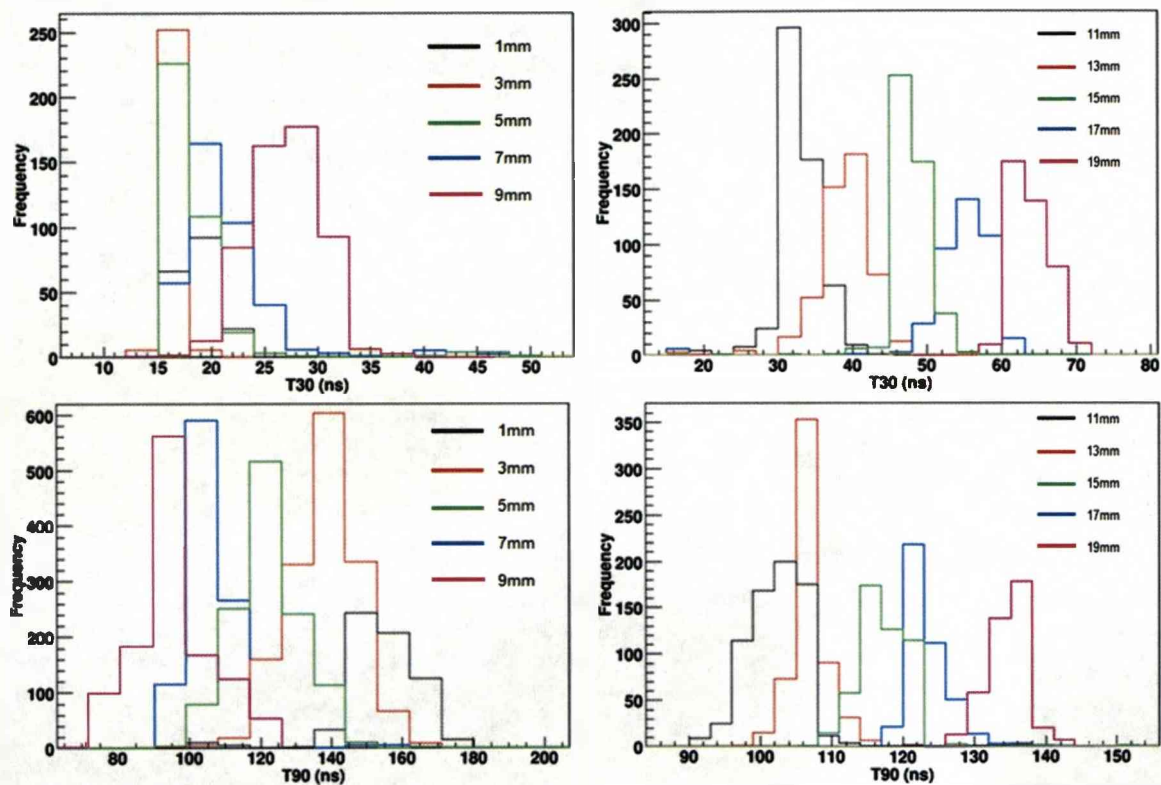 250
200
150
100
50
0
Frequency
1mm
3mm
5mm
7mm
9mm
10 15 20 25 30 35 40 45 50
T30 (ns)
300
250
200
150
100
50
0
Frequency
11mm
13mm
15mm
17mm
19mm
20 30 40 50 60 70 80
T30 (ns)
600
500
400
300
200
100
0
Frequency
1mm
3mm
5mm
7mm
9mm
80 100 120 140 160 180 200
T90 (ns)
350
300
250
200
150
100
50
0
Frequency
11mm
13mm
15mm
17mm
19mm
90 100 110 120 130 140 150
T90 (ns)